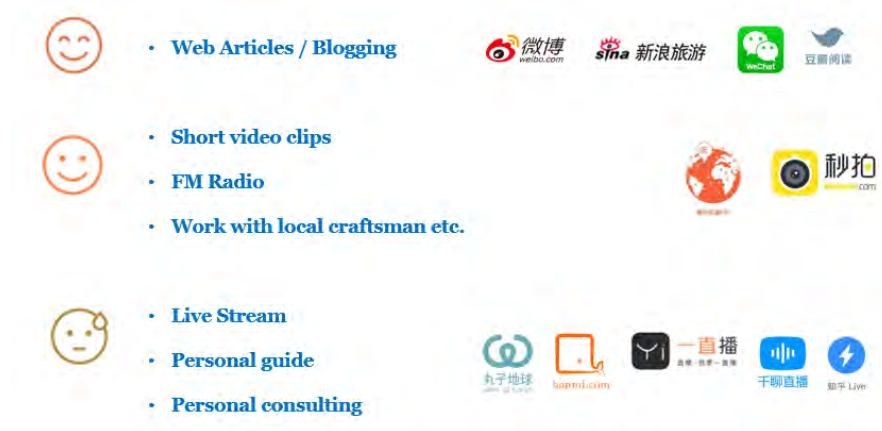 Web Articles / Blogging
微博
weibo.com
sina 新浪旅游
WeChat
豆瓣阅读
Short video clips
FM Radio
秒拍
.com
Work with local craftsman etc.
Live Stream
Personal guide
丸子地球
一直播
千聊直播
知乎 Live
Personal consulting